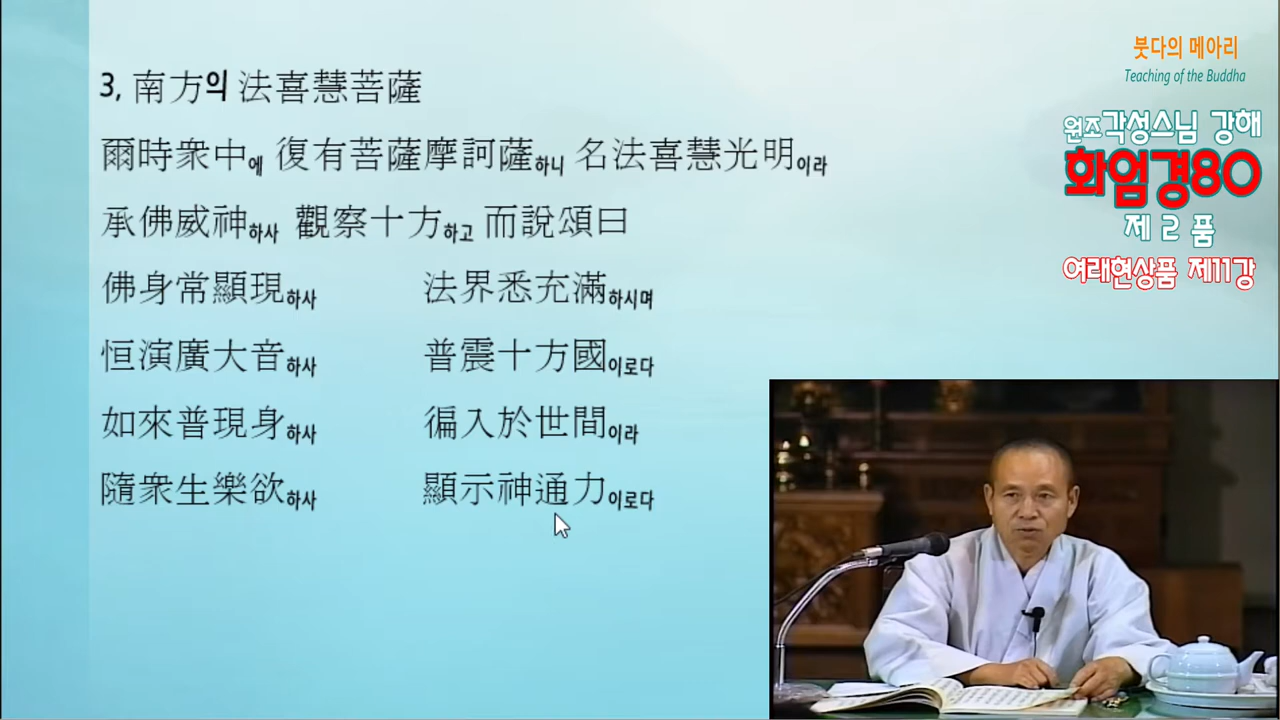 3, 南方의 法喜慧菩薩
爾時衆中에 復有菩薩摩訶薩하니 名法喜慧光明이라
承佛威神하사 觀察十方하고 而說頌曰
佛身常顯現하사 法界悉充滿하시며
恒演廣大音하사 普震十方國이로다
如來普現身하사 徧入於世間이라
隨衆生樂欲하사 顯示神通力이로다
붓다의 메아리
Teaching of the Buddha
원조각성스님 강해
화엄경80
제 2 품
여래현상품 제11강